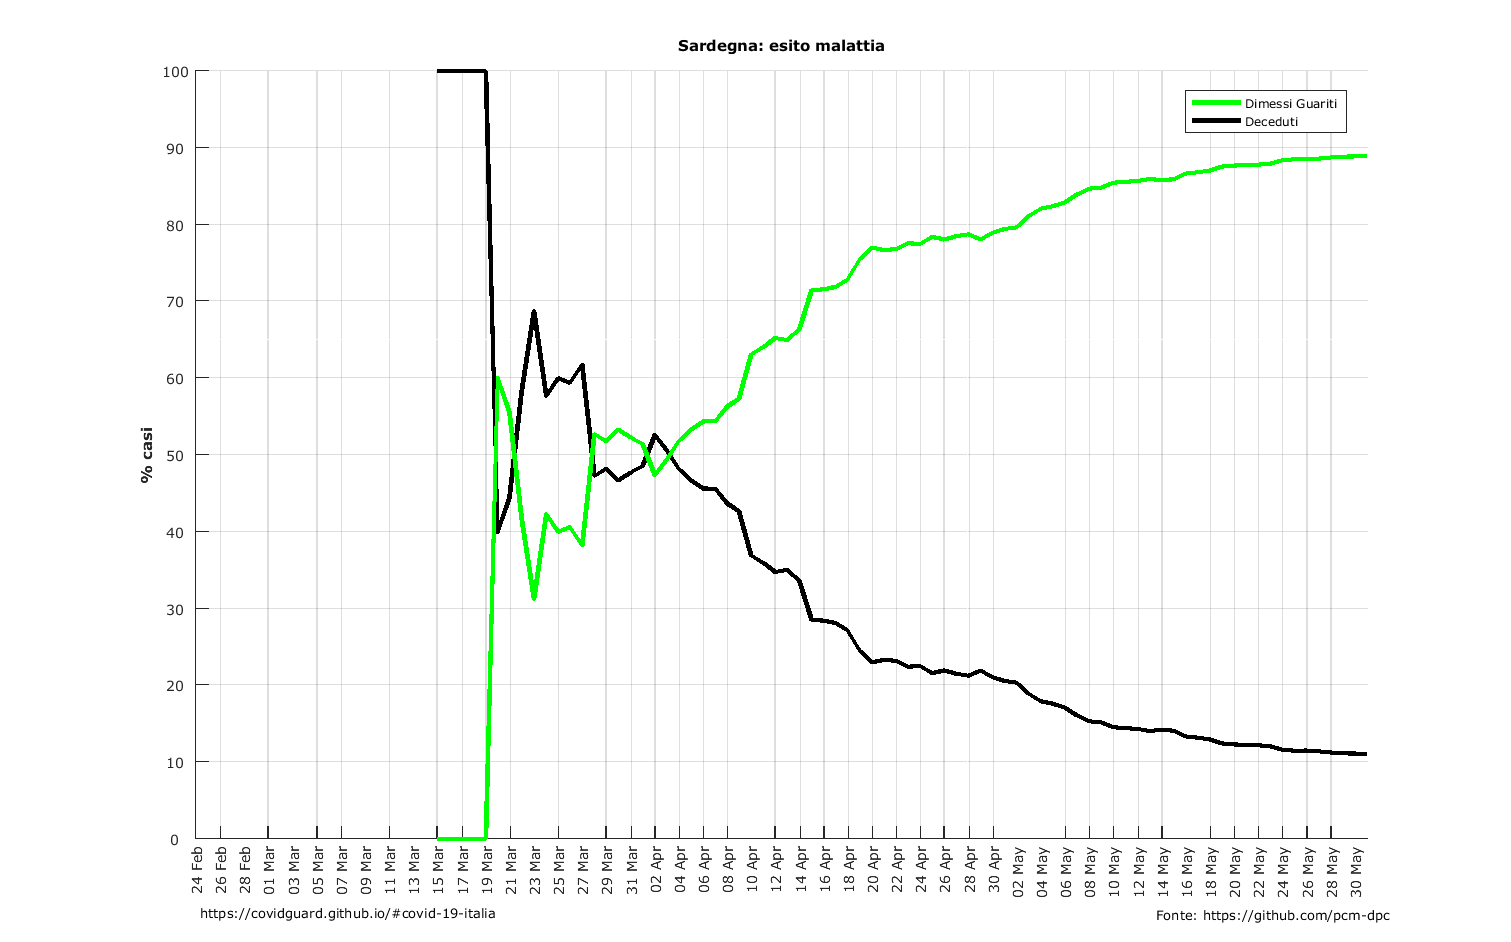 Sardegna: esito malattia
Dimessi Guariti
Deceduti
% casi
100
90
80
70
60
50
40
30
20
10
0
24 Feb
26 Feb
28 Feb
01 Mar
03 Mar
05 Mar
07 Mar
09 Mar
11 Mar
13 Mar
15 Mar
17 Mar
19 Mar
21 Mar
23 Mar
25 Mar
27 Mar
29 Mar
31 Mar
02 Apr
04 Apr
06 Apr
08 Apr
10 Apr
12 Apr
14 Apr
16 Apr
18 Apr
20 Apr
22 Apr
24 Apr
26 Apr
28 Apr
30 Apr
02 May
04 May
06 May
08 May
10 May
12 May
14 May
16 May
18 May
20 May
22 May
24 May
26 May
28 May
30 May
https://covidguard.github.io/#covid-19-italia
Fonte: https://github.com/pcm-dpc